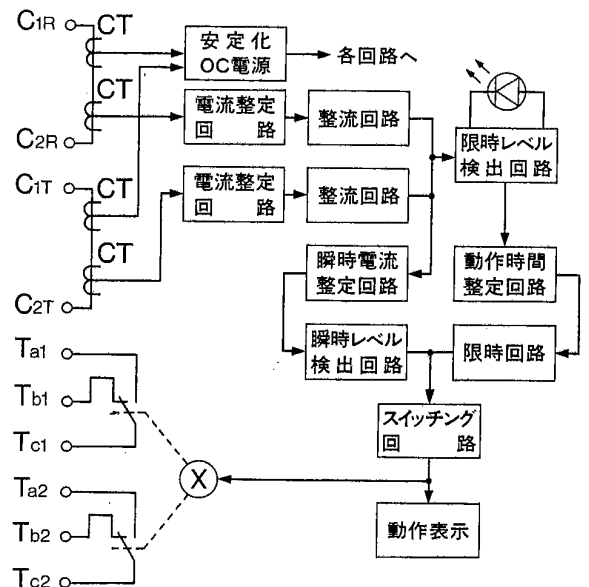 C1R
CT
安定化
OC電源
各回路へ
CT
電流整定
回 路
整流回路
限時レベル
検出回路
C2R
C1T
CT
電流整定
回 路
整流回路
CT
瞬時電流
整定回路
動作時間
整定回路
C2T
Ta1
瞬時レベル
検出回路
限時回路
Tb1
Tc1
スイッチング
回 路
X
Ta2
Tb2
動作表示
Tc2